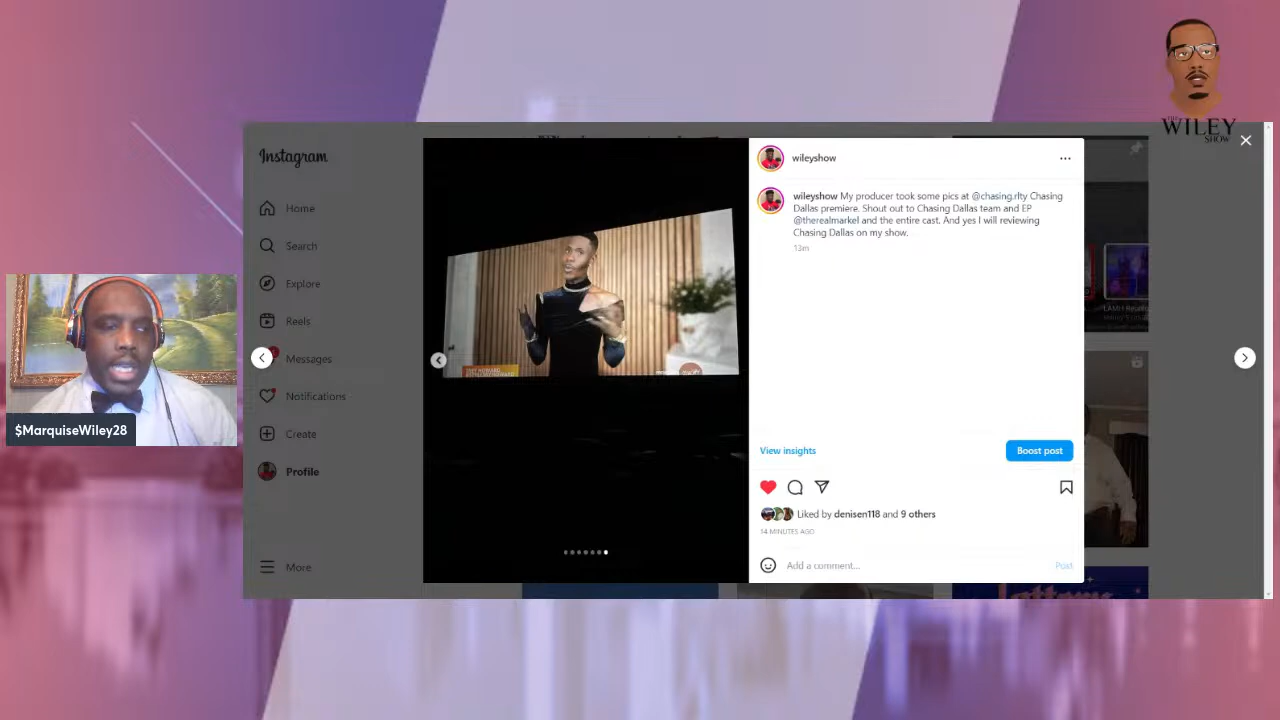 THE
WILEY
SHOW
Instagram
Home
Search
Explore
Reels
Messages
Notifications
Create
Profile
More
$MarquiseWiley28
wileyshow
wileyshow My producer took some pics at @chasing.rlty Chasing
Dallas premiere. Shout out to Chasing Dallas team and EP
@therealmarkel and the entire cast. And yes I will reviewing
Chasing Dallas on my show.
13m
View insights
Boost post
Liked by denisen118 and 9 others
14 MINUTES AGO
Add a comment...
Post